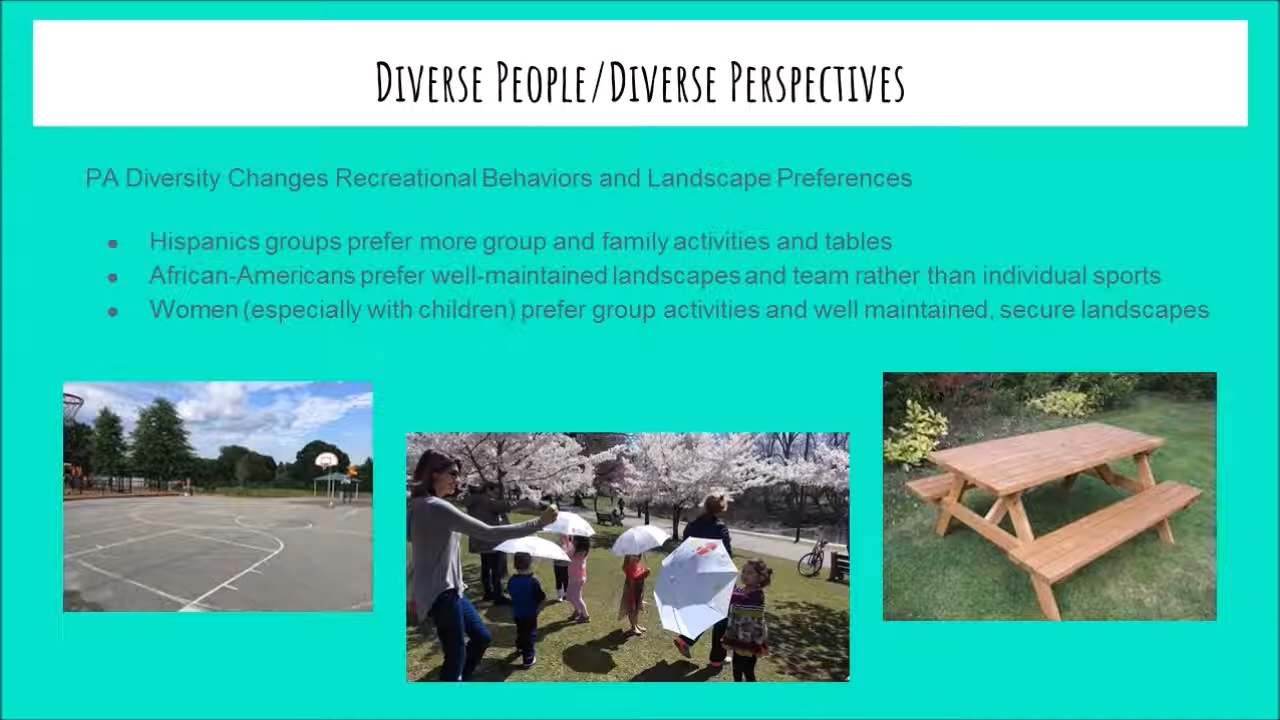 Diverse People/Diverse Perspectives
PA Diversity Changes Recreational Behaviors and Landscape Preferences
● Hispanics groups prefer more group and family activities and tables
● African-Americans prefer well-maintained landscapes and team rather than individual sports
● Women (especially with children) prefer group activities and well maintained, secure landscapes